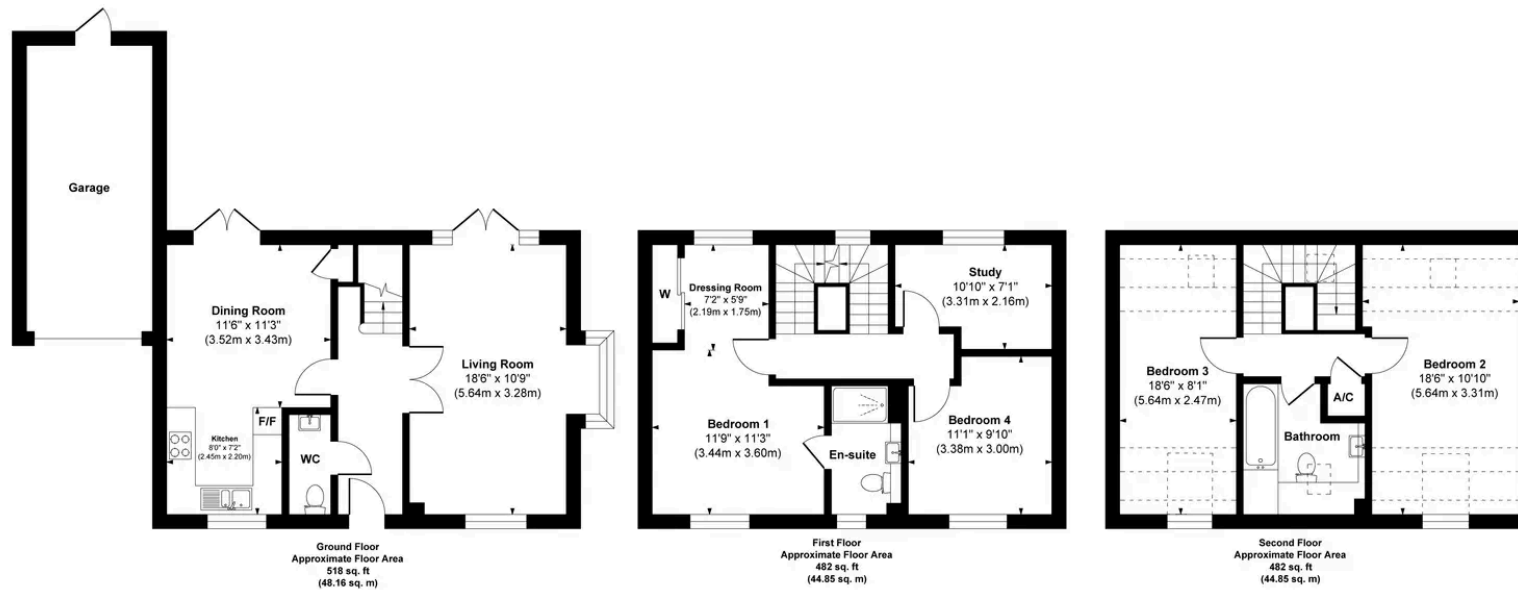 Garage
Dining Room
11'6" x 11'3"
(3.52m x 3.43m)
Living Room
18'6" x 10'9"
(5.64m x 3.28m)
F/F
Kitchen
8'0" x 7'2"
(2.45m x 2.20m)
WC
Ground Floor
Approximate Floor Area
518 sq. ft
(48.16 sq. m)
W
Dressing Room
7'2" x 5'9"
(2.19m x 1.75m)
Study
10'10" x 7'1"
(3.31m x 2.16m)
Bedroom 1
11'9" x 11'3"
(3.44m x 3.60m)
En-suite
Bedroom 4
11'1" x 9'10"
(3.38m x 3.00m)
First Floor
Approximate Floor Area
482 sq. ft
(44.85 sq. m)
Bedroom 3
18'6" x 8'1"
(5.64m x 2.47m)
A/C
Bedroom 2
18'6" x 10'10"
(5.64m x 3.31m)
Bathroom
Second Floor
Approximate Floor Area
482 sq. ft
(44.85 sq. m)